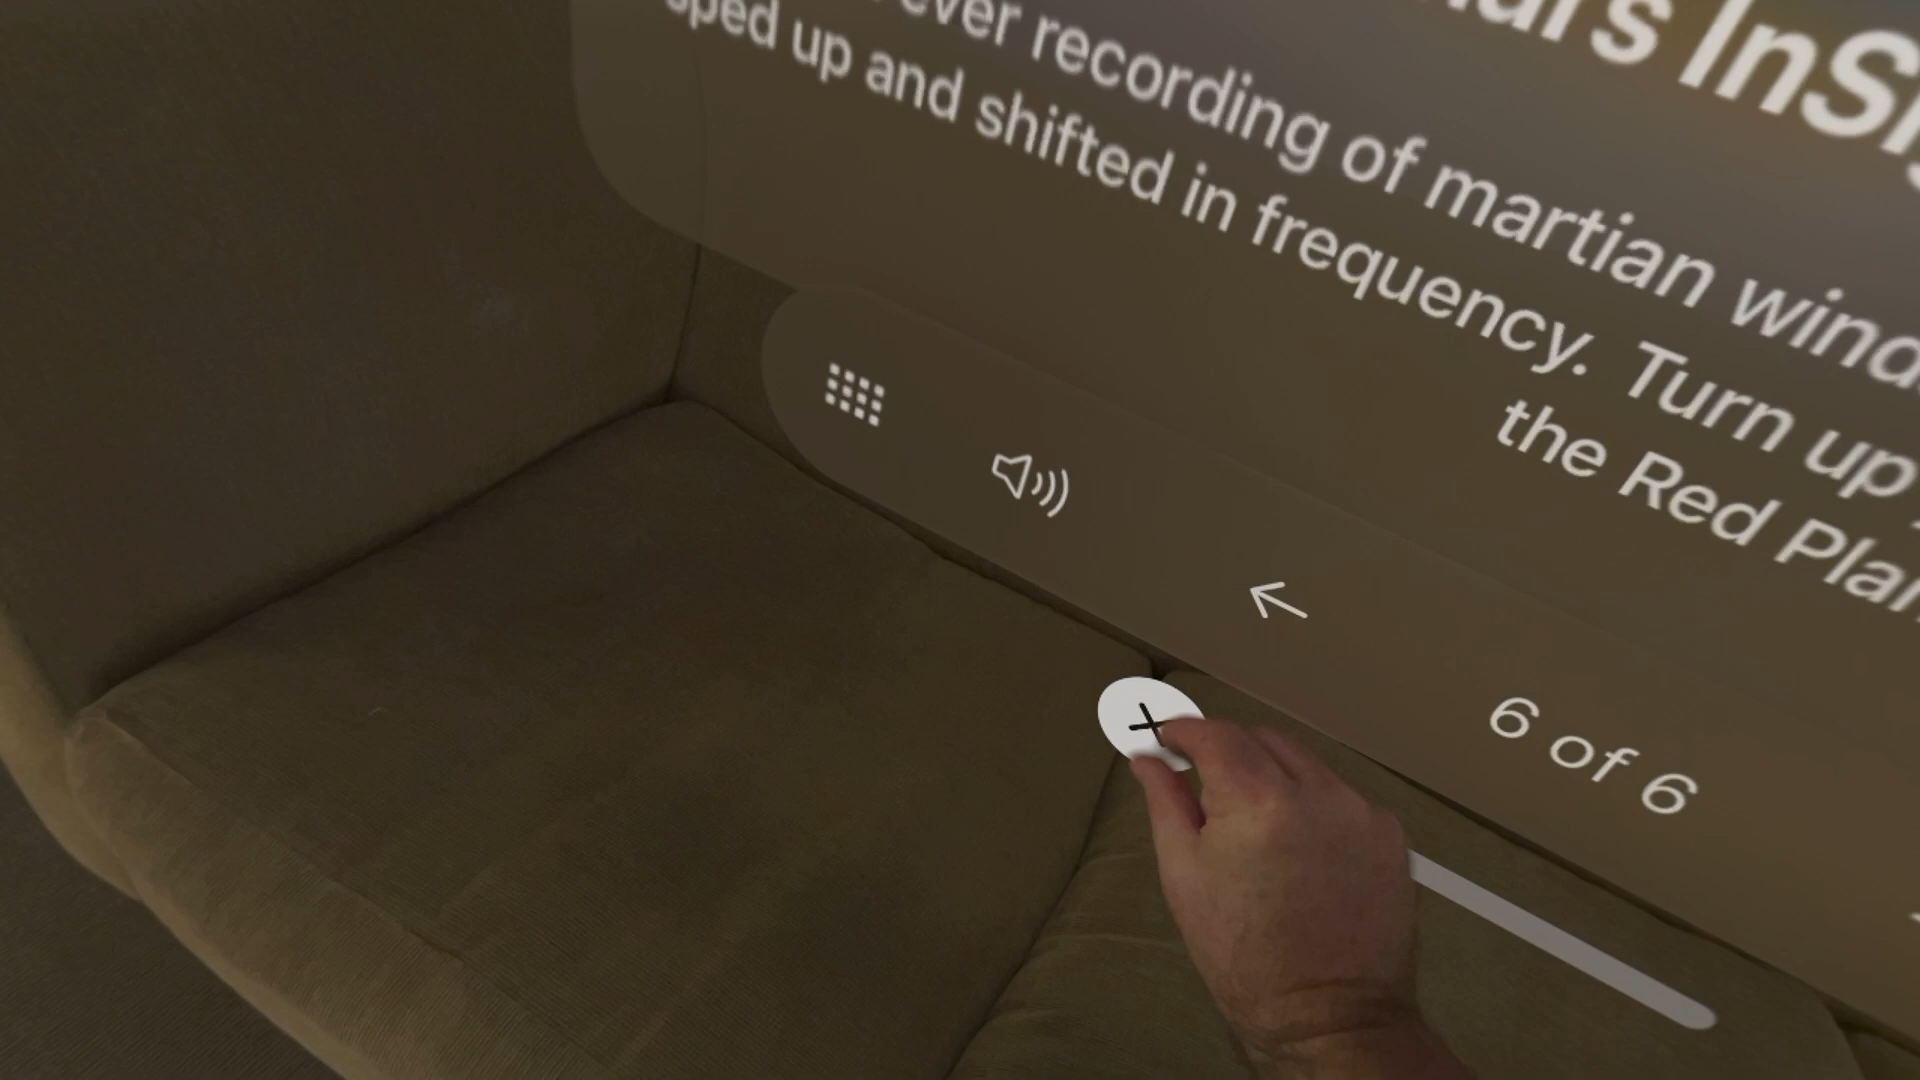 InSi
ever recording of martian wind
sped up and shifted in frequency. Turn up
the Red Plan
6 of 6